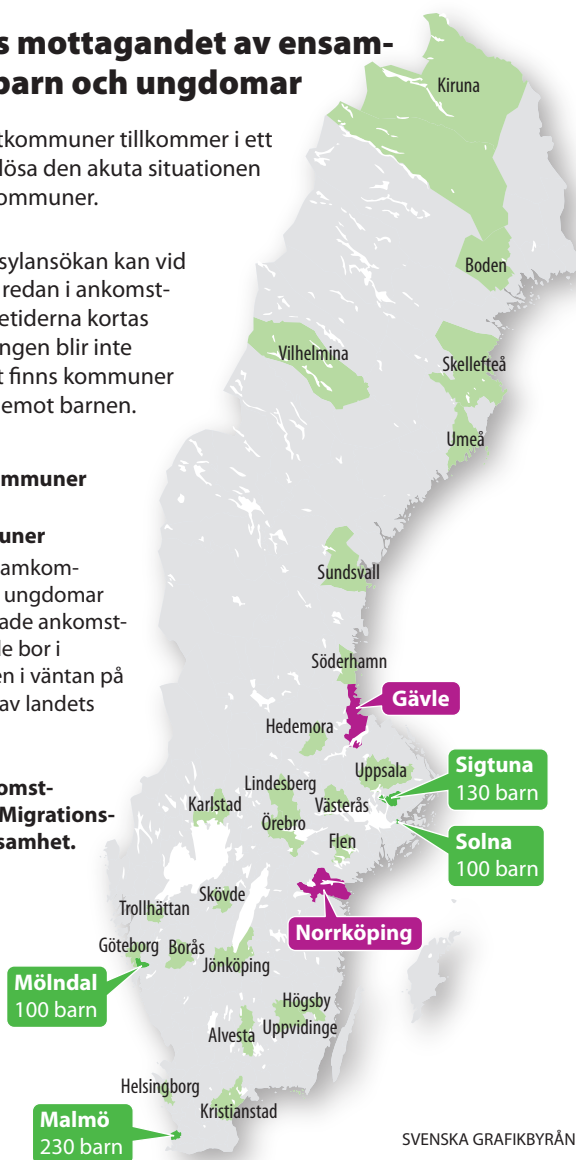 s mottagandet av ensam-
barn och ungdomar
tkommuner tillkommer i ett
lösa den akuta situationen
ommuner.
sylansökan kan vid
redan i ankomst-
etiderna kortas
ngen blir inte
t finns kommuner
emot barnen.
ommuner
uner
samkom-
ungdomar
ade ankomst-
le bor i
en i väntan på
av landets
omst-
Migrations-
samhet.
Kiruna
Boden
Vilhelmina
Skellefteå
Umeå
Sundsvall
Söderhamn
Gävle
Hedemora
Uppsala
Sigtuna
130 barn
Lindesberg
Karlstad
Västerås
Örebro
Solna
100 barn
Flen
Skövde
Trollhättan
Norrköping
Göteborg
Borås
Jönköping
Mölndal
100 barn
Högsby
Uppvidinge
Alvesta
Helsingborg
Kristianstad
Malmö
230 barn
SVENSKA GRAFIKBYRÅN